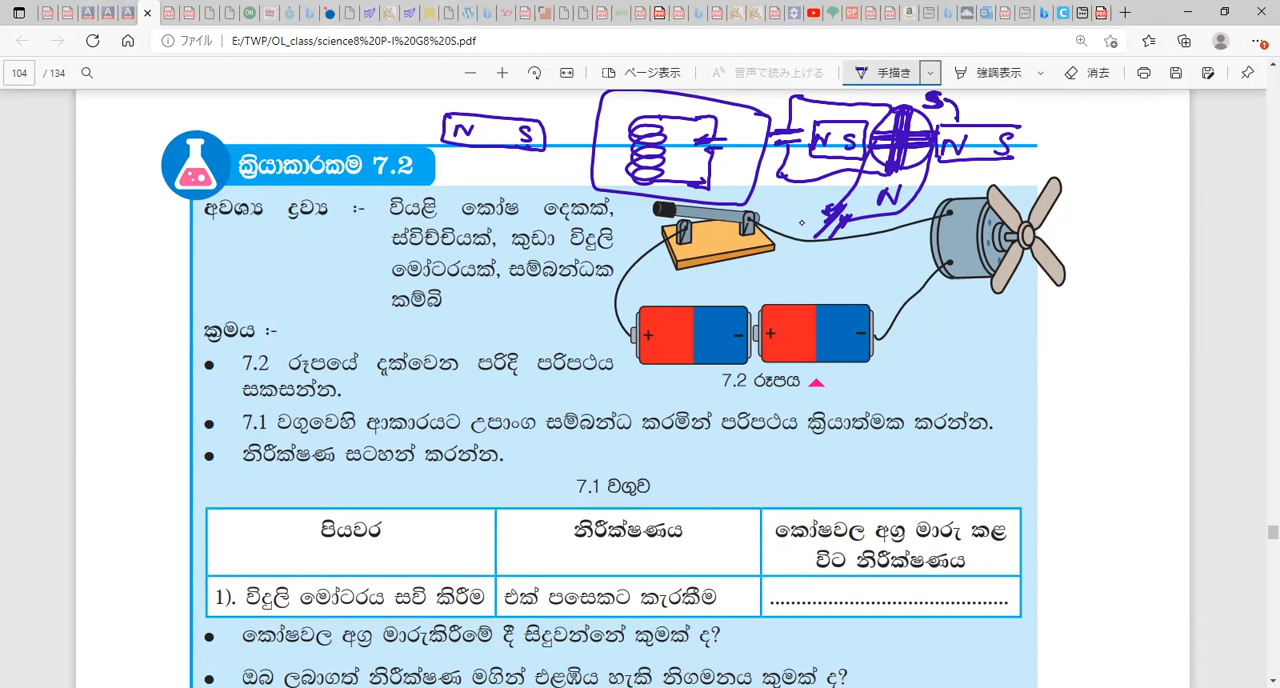 ファイル E:/TWP/OL_class/science8%20P-I%20G8%20S.pdf
104 / 134 ページ表示 音声で読み上げる 手描き 強調表示 消去
N S
N S
S
N S
N
ක්‍රියාකාරකම 7.2
අවශ්‍ය ද්‍රව්‍ය :- වියළි කෝෂ දෙකක්,
ස්විච්චියක්, කුඩා විදුලි
මෝටරයක්, සම්බන්ධක
කම්බි
ක්‍රමය :-
● 7.2 රූපයේ දැක්වෙන පරිදි පරිපථය
සකසන්න.
+ - + -
7.2 රූපය
● 7.1 වගුවෙහි ආකාරයට උපාංග සම්බන්ධ කරමින් පරිපථය ක්‍රියාත්මක කරන්න.
● නිරීක්ෂණ සටහන් කරන්න.
7.1 වගුව
පියවර නිරීක්ෂණය කෝෂවල අග්‍ර මාරු කළ
විට නිරීක්ෂණය
1). විදුලි මෝටරය සවි කිරීම එක් පසෙකට කැරකීම ............................................
● කෝෂවල අග්‍ර මාරුකිරීමේ දී සිදුවන්නේ කුමක් ද?
● ඔබ ලබාගත් නිරීක්ෂණ මගින් එළඹිය හැකි නිගමනය කුමක් ද?